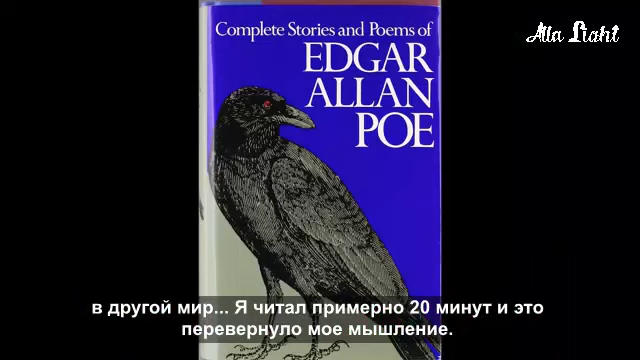 Alla Liaht
Complete Stories and Poems of
EDGAR
ALLAN
POE
в другой мир... Я читал примерно 20 минут и это
перевернуло мое мышление.